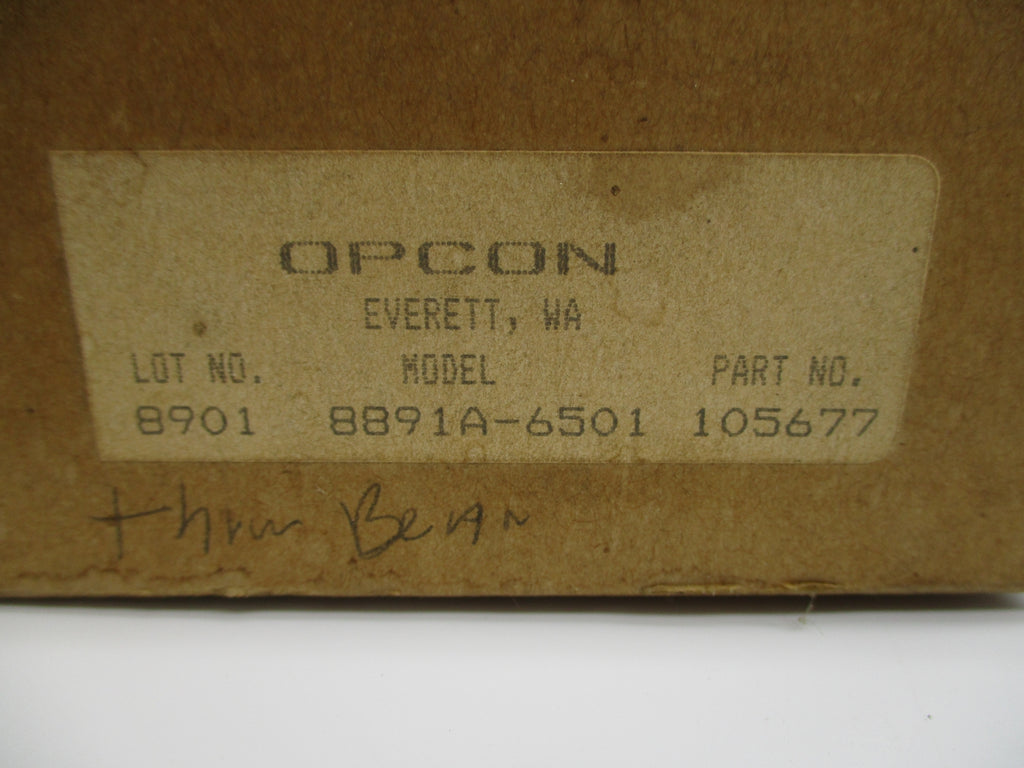 OPCON
EVERETT, WA
LOT NO. MODEL PART NO.
8901 8891A-6501 105677
thru Beam